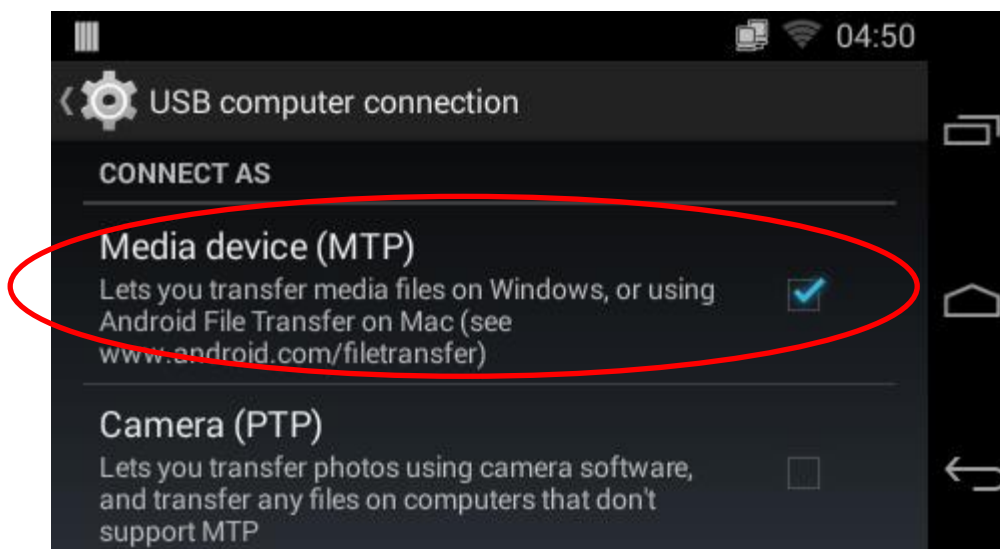 04:50
USB computer connection
CONNECT AS
Media device (MTP)
Lets you transfer media files on Windows, or using
Android File Transfer on Mac (see
www.android.com/filetransfer)
Camera (PTP)
Lets you transfer photos using camera software,
and transfer any files on computers that don't
support MTP